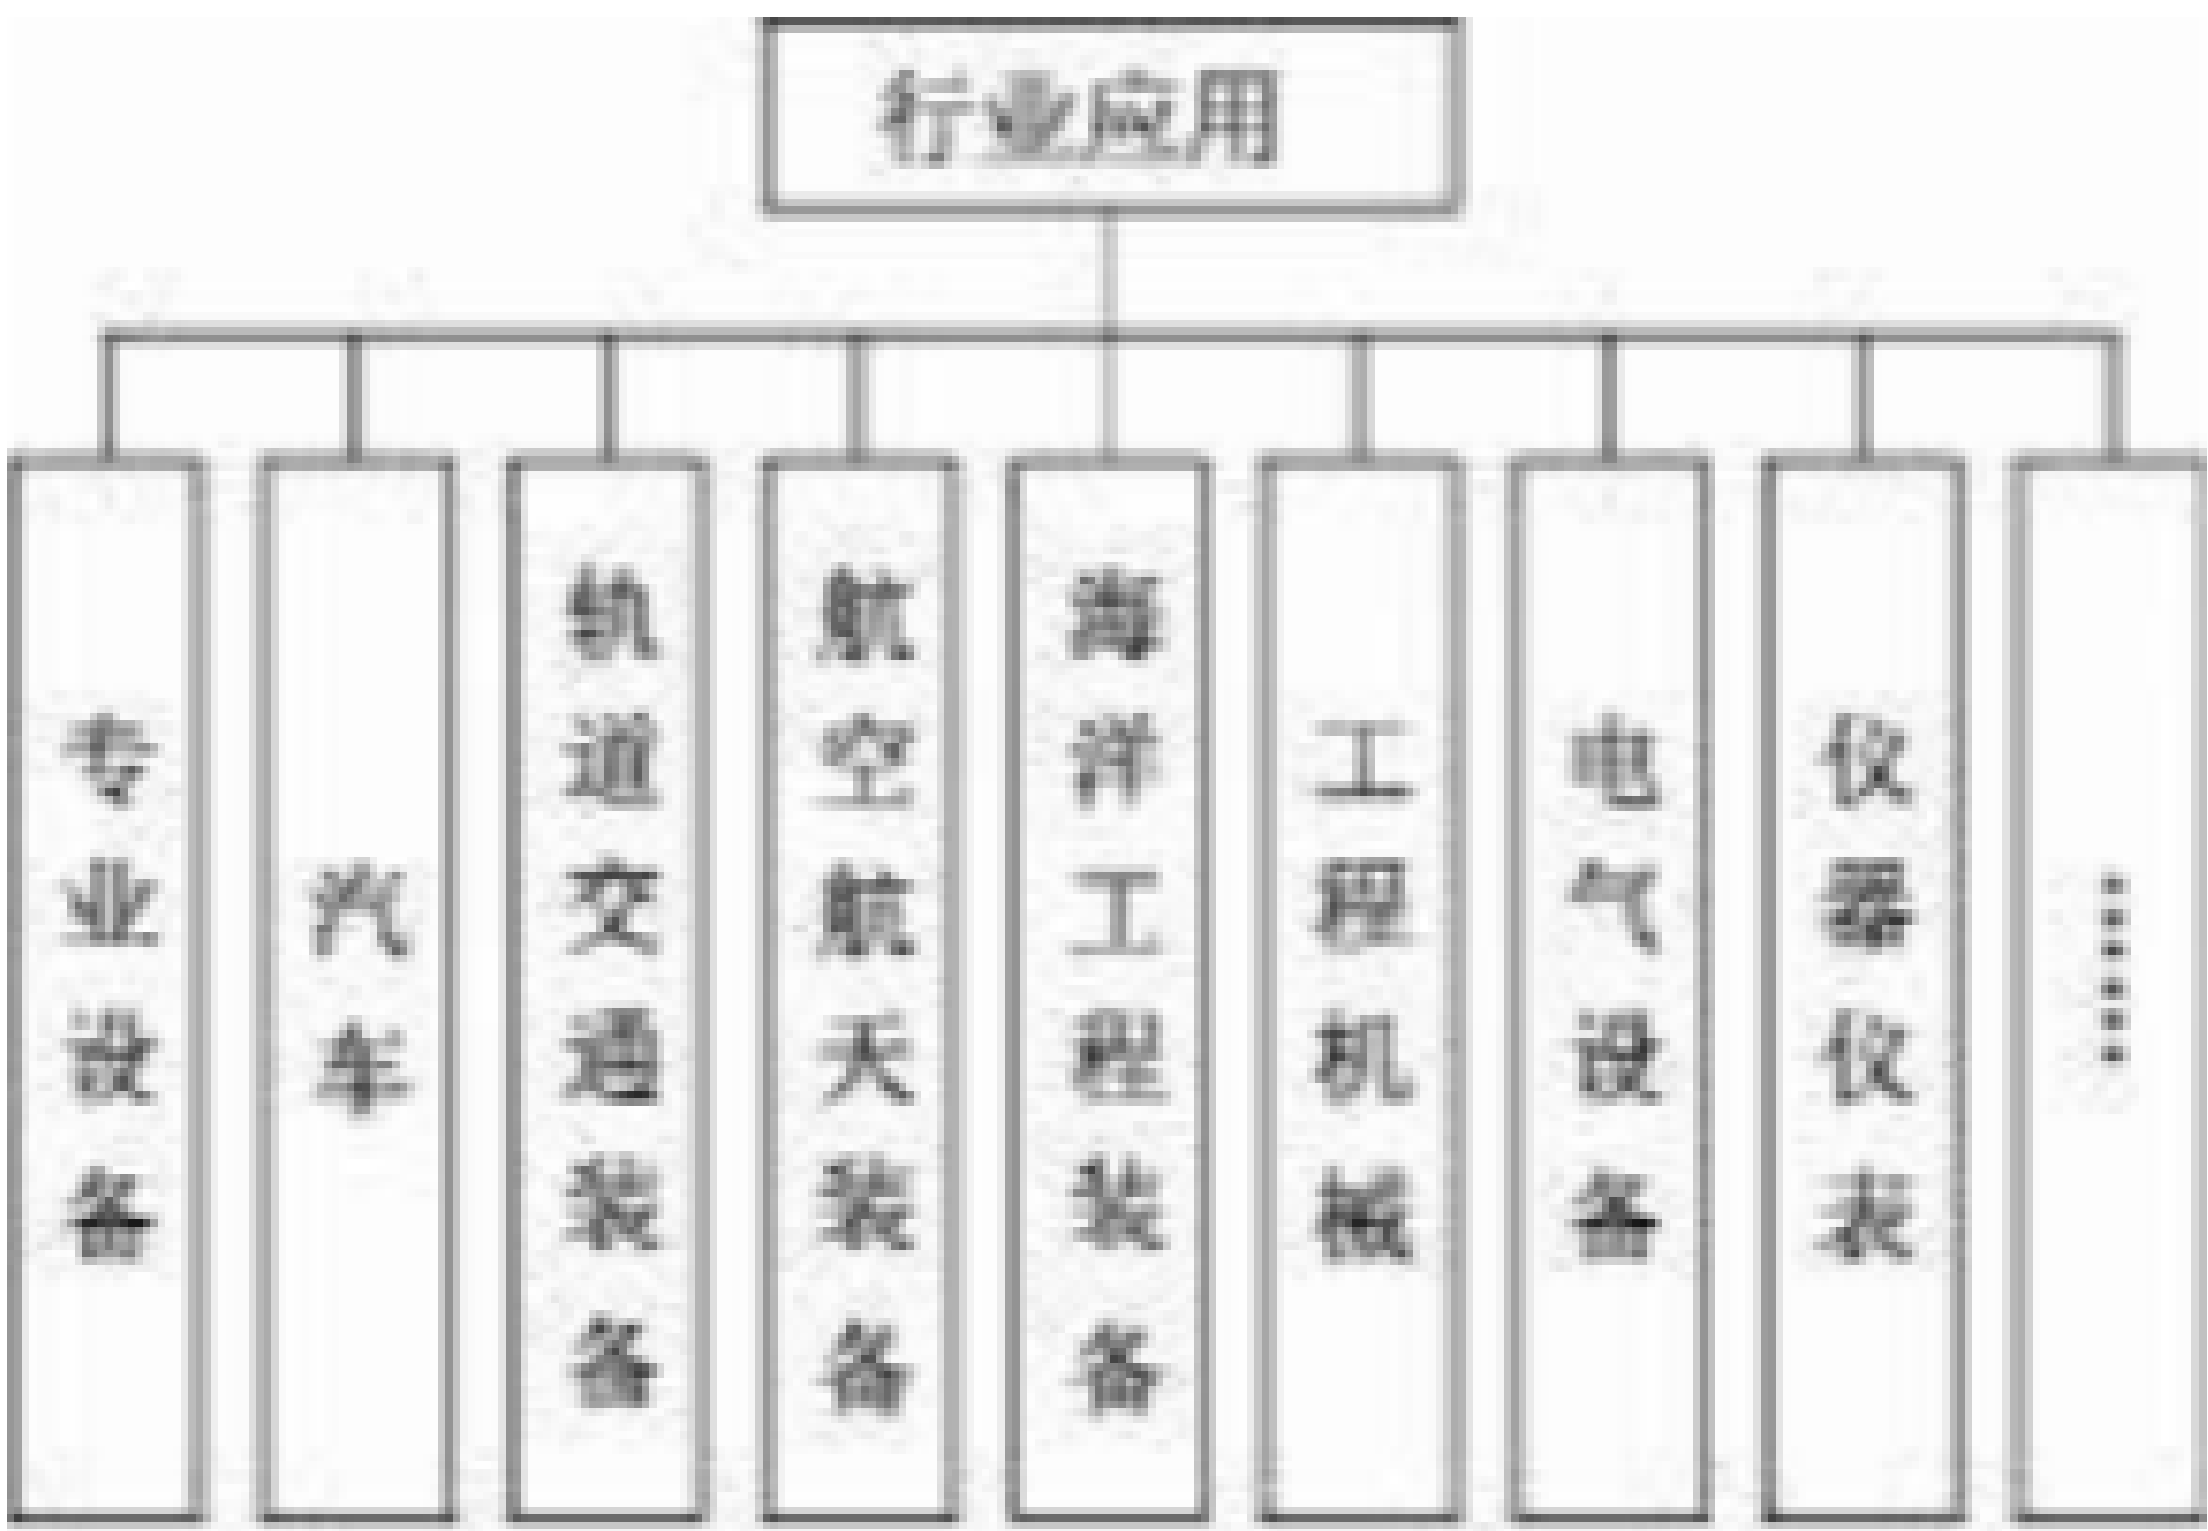 行业应用
专业设备
汽车
轨道交通装备
航空航天装备
海洋工程装备
工程机械
电气设备
仪器仪表
……